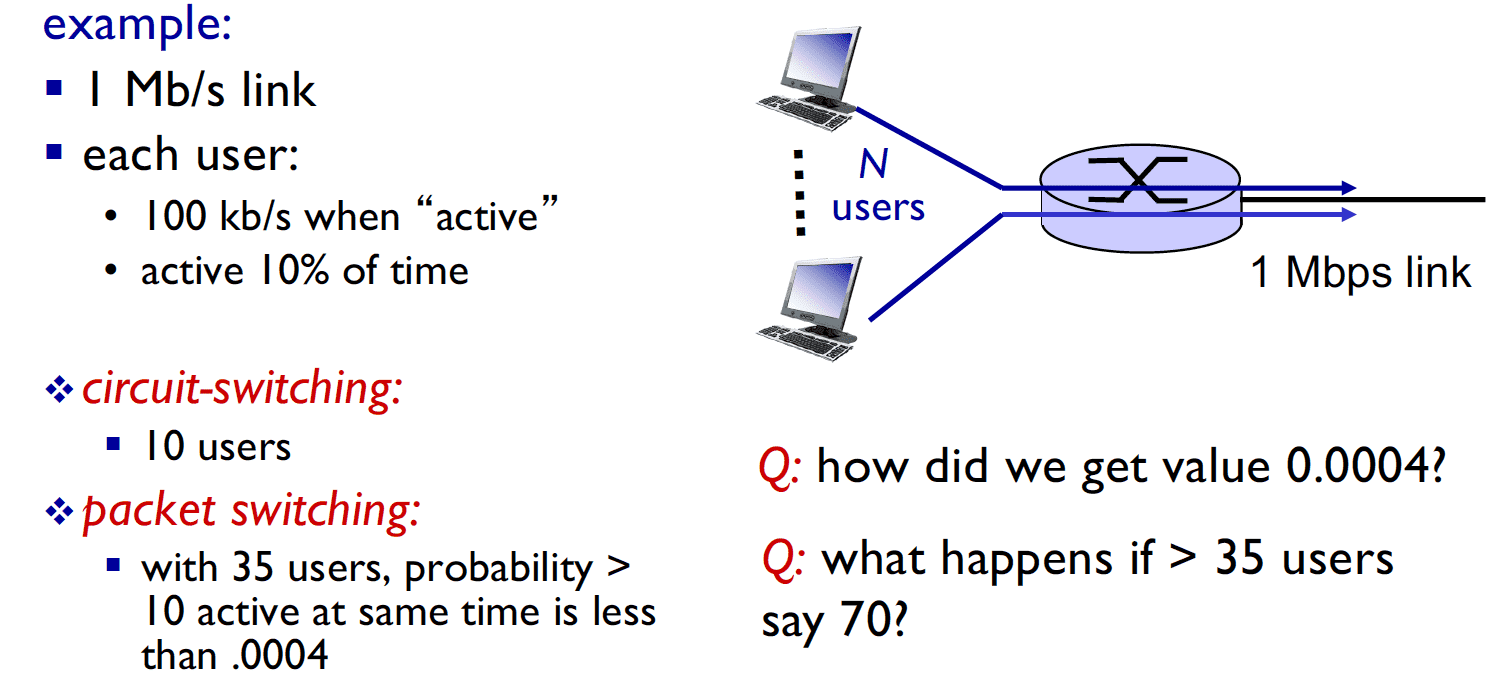 example:
▪ 1 Mb/s link
▪ each user:
• 100 kb/s when “active”
• active 10% of time
❖ circuit-switching:
▪ 10 users
❖ packet switching:
▪ with 35 users, probability >
10 active at same time is less
than .0004
N
users
1 Mbps link
Q: how did we get value 0.0004?
Q: what happens if > 35 users
say 70?